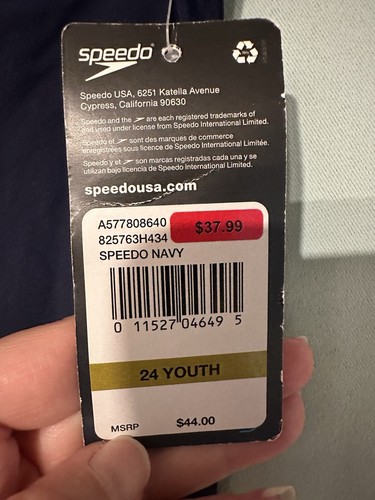 speedo
Speedo USA, 6251 Katella Avenue
Cypress, California 90630
Speedo and the are each registered trademarks of
and used under license from Speedo International Limited.
Speedo et sont des marques de commerce
enregistrées sous licence de Speedo International Limitée.
Speedo y el son marcas registradas cada una y se
utilizan bajo licencia de Speedo International Limited.
speedousa.com
A577808640
$37.99
825763H434
SPEEDO NAVY
0 11527 04649 5
24 YOUTH
MSRP $44.00